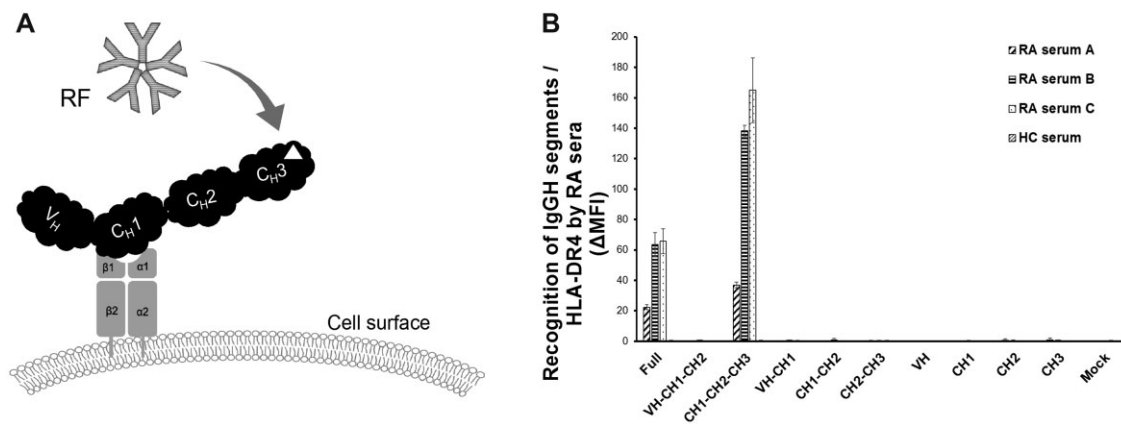 A
RF
VH
CH1
CH2
CH3
β1
α1
β2
α2
Cell surface
B
Recognition of IgGH segments /
HLA-DR4 by RA sera
(ΔMFI)
200
180
160
140
120
100
80
60
40
20
0
RA serum A
RA serum B
RA serum C
HC serum
Full
VH-CH1-CH2
CH1-CH2-CH3
VH-CH1
CH1-CH2
CH2-CH3
VH
CH1
CH2
CH3
Mock